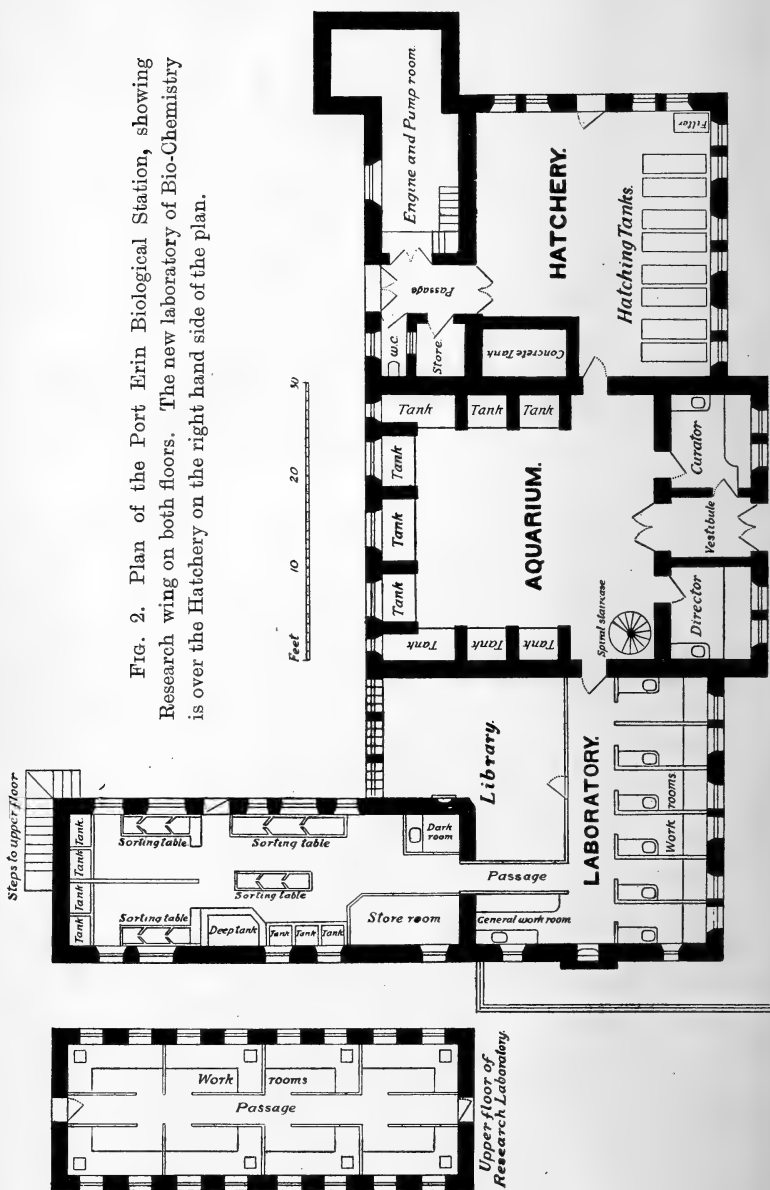 FIG. 2. Plan of the Port Erin Biological Station, showing
Research wing on both floors. The new laboratory of Bio-Chemistry
is over the Hatchery on the right hand side of the plan.
Feet
10
20
30
Steps to upper floor
Tank
Tank
Tank
Tank
Sorting table
Sorting table
Sorting table
Sorting table
Deep tank
Tank
Tank
Tank
Store room
Dark
room
Work rooms
Passage
Upper floor of
Research Laboratory.
Library.
Passage
General work room
LABORATORY.
Work rooms
Tank
Tank
Tank
Tank
Tank
Tank
Tank
Tank
Tank
AQUARIUM.
Spiral staircase
Director
Vestibule
Curator
Engine and Pump room.
Passage
W.C.
Store.
Concrete Tank
HATCHERY.
Hatching Tanks.
Filter